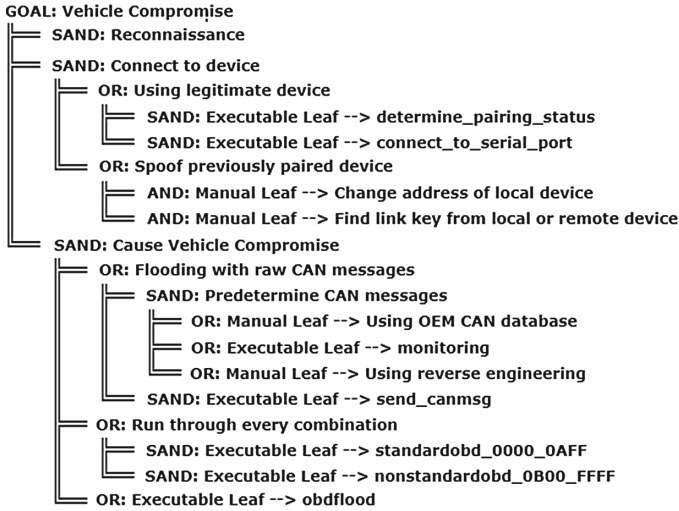 GOAL: Vehicle Compromise
SAND: Reconnaissance
SAND: Connect to device
OR: Using legitimate device
SAND: Executable Leaf --> determine_pairing_status
SAND: Executable Leaf --> connect_to_serial_port
OR: Spoof previously paired device
AND: Manual Leaf --> Change address of local device
AND: Manual Leaf --> Find link key from local or remote device
SAND: Cause Vehicle Compromise
OR: Flooding with raw CAN messages
SAND: Predetermine CAN messages
OR: Manual Leaf --> Using OEM CAN database
OR: Executable Leaf --> monitoring
OR: Manual Leaf --> Using reverse engineering
SAND: Executable Leaf --> send_canmsg
OR: Run through every combination
SAND: Executable Leaf --> standardobd_0000_0AFF
SAND: Executable Leaf --> nonstandardobd_0B00_FFFF
OR: Executable Leaf --> obdflood